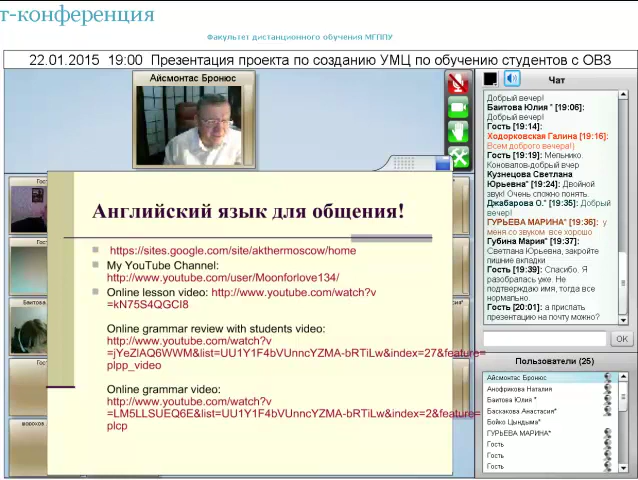 т-конференция
Факультет дистанционного обучения МГППУ
22.01.2015 19:00 Презентация проекта по созданию УМЦ по обучению студентов с ОВЗ
Айсмонтас Бронюс
Английский язык для общения!
https://sites.google.com/site/akthermoscow/home
My YouTube Channel:
http://www.youtube.com/user/Moonforlove134/
Online lesson video: http://www.youtube.com/watch?v
=kN75S4QGCI8
Online grammar review with students video:
http://www.youtube.com/watch?v
=jYeZlAQ6WWM&list=UU1Y1F4bVUnncYZMA-bRTiLw&index=27&feature=
plpp_video
Online grammar video:
http://www.youtube.com/watch?v
=LM5LLSUEQ6E&list=UU1Y1F4bVUnncYZMA-bRTiLw&index=2&feature=
plcp
Гос
Гост
Бантова
Гос
морохов
Чат
Добрый вечер!
Баитова Юлия * [19:06]:
Добрый вечер!
Гость [19:14]:
Ходорковская Галина [19:16]:
Всем доброго вечера!)
Гость [19:19]: Мельнико
Коновалов-добрый вчер
Кузнецова Светлана
Юрьевна* [19:24]: Двойной
звук! Очень сложно понять.
Джабарова О.* [19:35]: Добрый
вечер!
ГУРЬЕВА МАРИНА* [19:36]: у
меня со звуком все хорошо
Губина Мария* [19:37]:
Светлана Юрьевна, закройте
лишние вкладки
Гость [19:39]: Спасибо. Я
разобралась уже. Не
подтверждаю имя, тогда все
нормально.
Гость [20:01]: а прислать
презентацию на почту можно?
OK
Пользователи (25)
Айсмонтас Бронюс
Анофрикова Наталия
Баитова Юлия *
Баскакова Анастасия*
Бойко Цындыма*
ГУРЬЕВА МАРИНА*
Гость
Гость
Гость